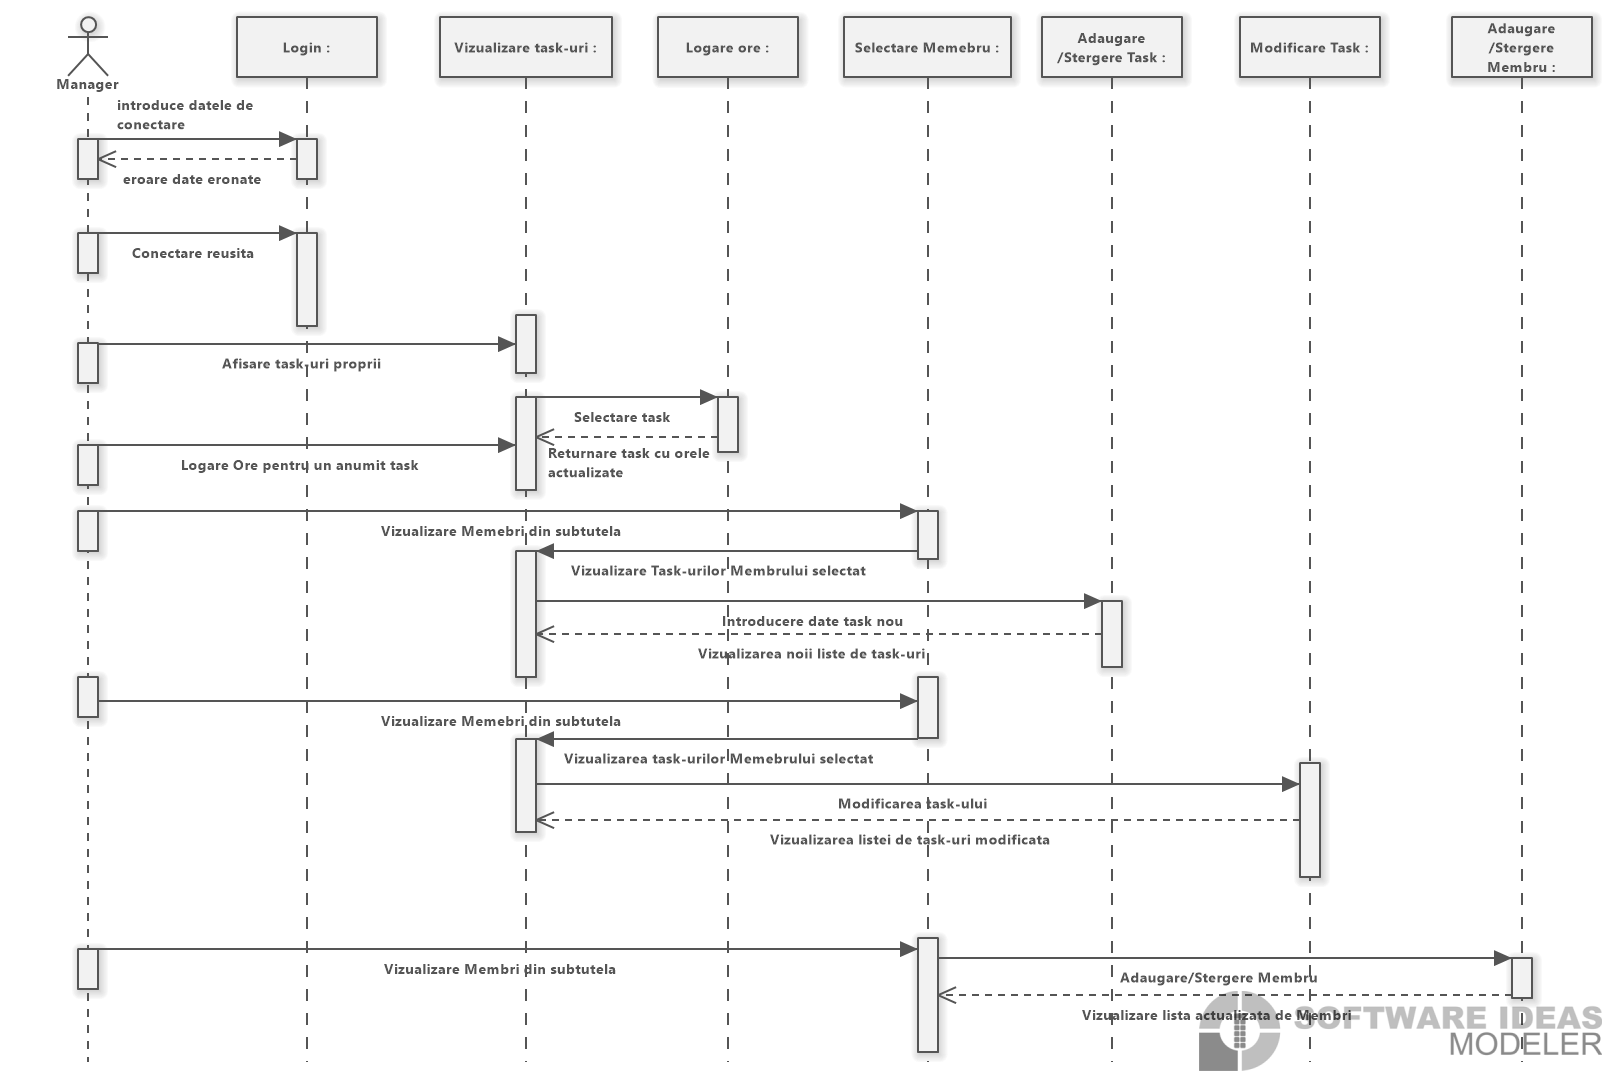 Manager
Login :
Vizualizare task-uri :
Logare ore :
Selectare Memebru :
Adaugare
/Stergere Task :
Modificare Task :
Adaugare
/Stergere
Membru :
introduce datele de
conectare
eroare date eronate
Conectare reusita
Afisare task-uri proprii
Selectare task
Returnare task cu orele
actualizate
Logare Ore pentru un anumit task
Vizualizare Memebri din subtutela
Vizualizare Task-urilor Membrului selectat
Introducere date task nou
Vizualizarea noii liste de task-uri
Vizualizare Memebri din subtutela
Vizualizarea task-urilor Memebrului selectat
Modificarea task-ului
Vizualizarea listei de task-uri modificata
Vizualizare Membri din subtutela
Adaugare/Stergere Membru
Vizualizare lista actualizata de Membri
SOFTWARE IDEAS
MODELER